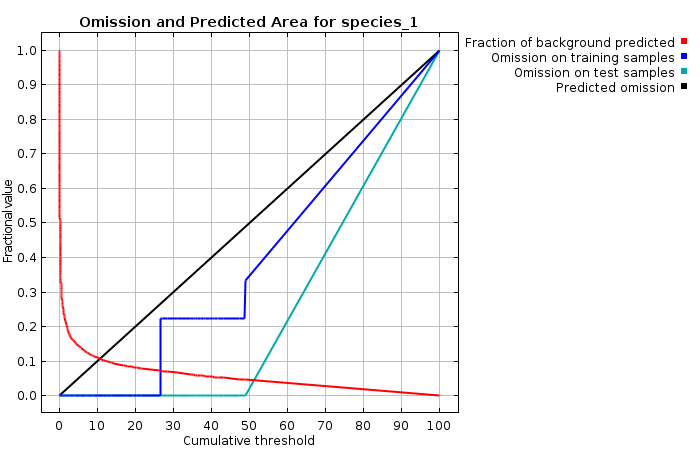 Omission and Predicted Area for species_1
Fraction of background predicted
Omission on training samples
Omission on test samples
Predicted omission
Fractional value
1.0
0.9
0.8
0.7
0.6
0.5
0.4
0.3
0.2
0.1
0.0
0 10 20 30 40 50 60 70 80 90 100
Cumulative threshold